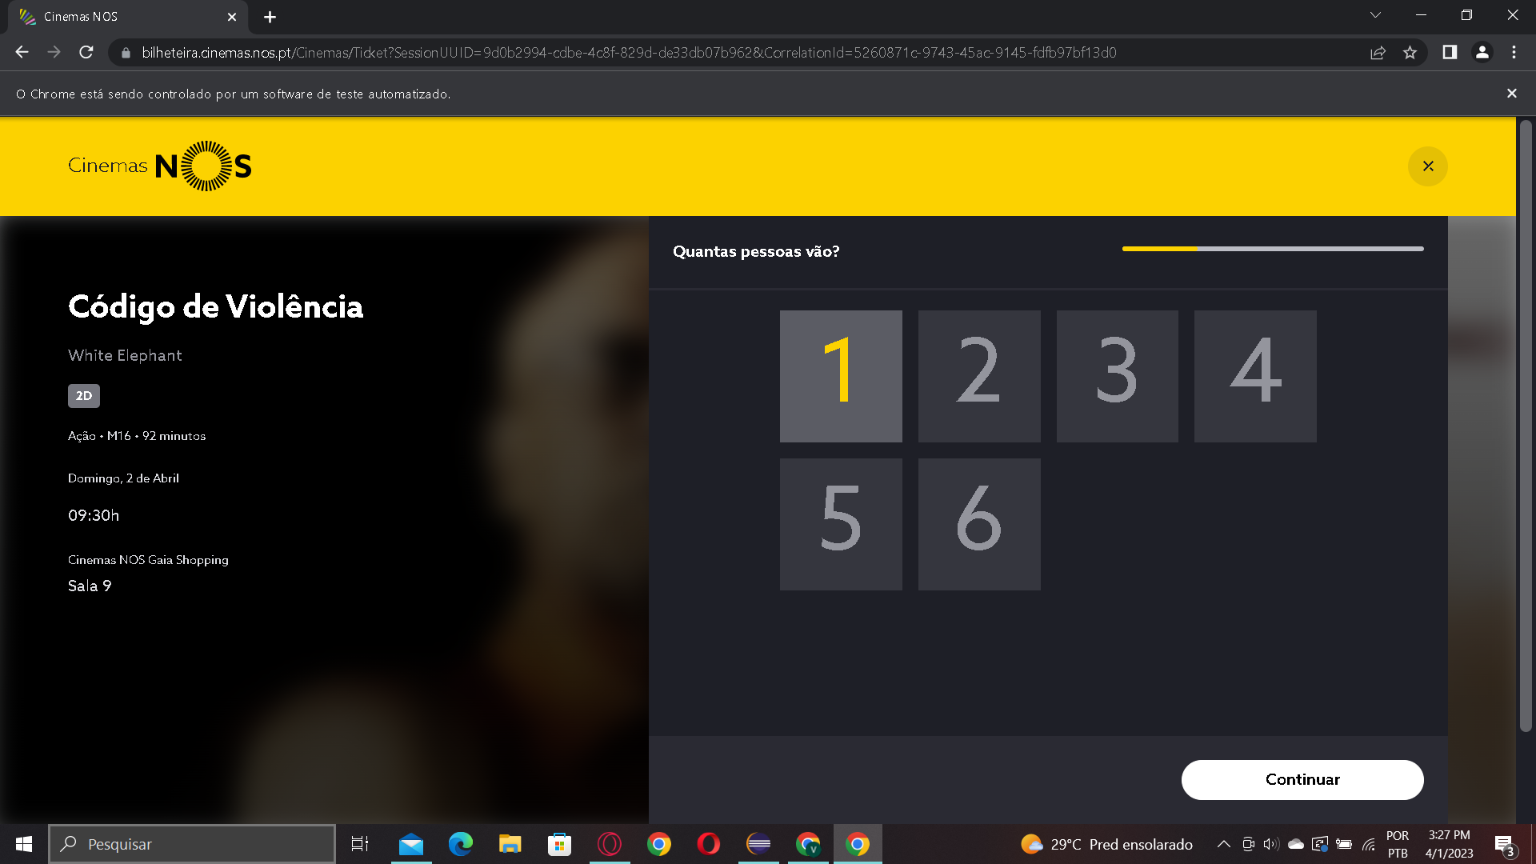 Cinemas NOS
bilheteira.cinemas.nos.pt/Cinemas/Ticket?SessionUUID=9d0b2994-cdbe-4c8f-829d-de33db07b962&CorrelationId=5260871c-9743-45ac-9145-fdfb97bf13d0
O Chrome está sendo controlado por um software de teste automatizado.
Cinemas NOS
Quantas pessoas vão?
Código de Violência
White Elephant
2D
Ação • M16 • 92 minutos
Domingo, 2 de Abril
09:30h
Cinemas NOS Gaia Shopping
Sala 9
1 2 3 4
5 6
Continuar
Pesquisar
29°C Pred ensolarado
POR
PTB
3:27 PM
4/1/2023
3